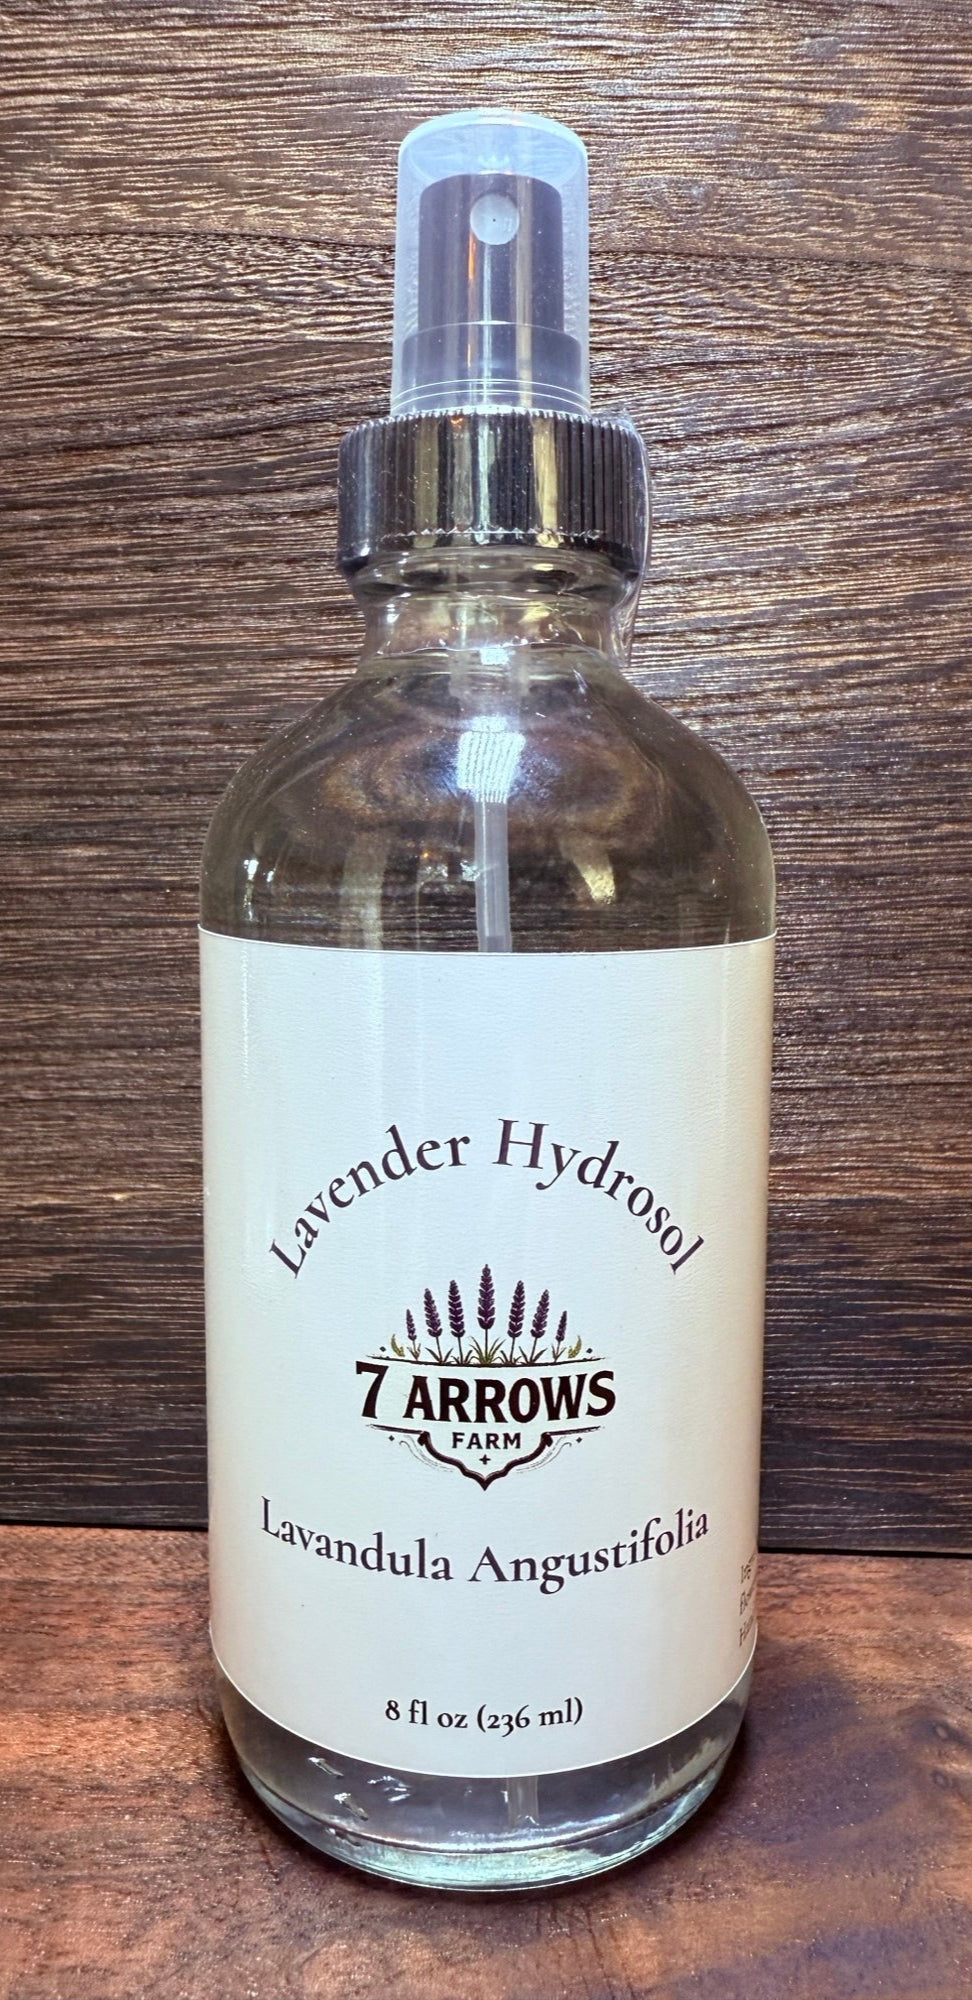 Lavender Hydrosol
7 ARROWS
FARM
Lavandula Angustifolia
8 fl oz (236 ml)